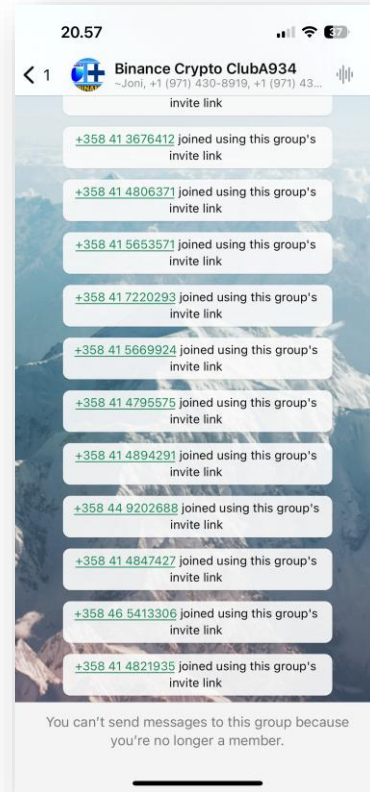 20.57
37
1
Binance Crypto ClubA934
~Joni, +1 (971) 430-8919, +1 (971) 43...
invite link
+358 41 3676412 joined using this group's
invite link
+358 41 4806371 joined using this group's
invite link
+358 41 5653571 joined using this group's
invite link
+358 41 7220293 joined using this group's
invite link
+358 41 5669924 joined using this group's
invite link
+358 41 4795575 joined using this group's
invite link
+358 41 4894291 joined using this group's
invite link
+358 44 9202688 joined using this group's
invite link
+358 41 4847427 joined using this group's
invite link
+358 46 5413306 joined using this group's
invite link
+358 41 4821935 joined using this group's
invite link
You can't send messages to this group because
you're no longer a member.